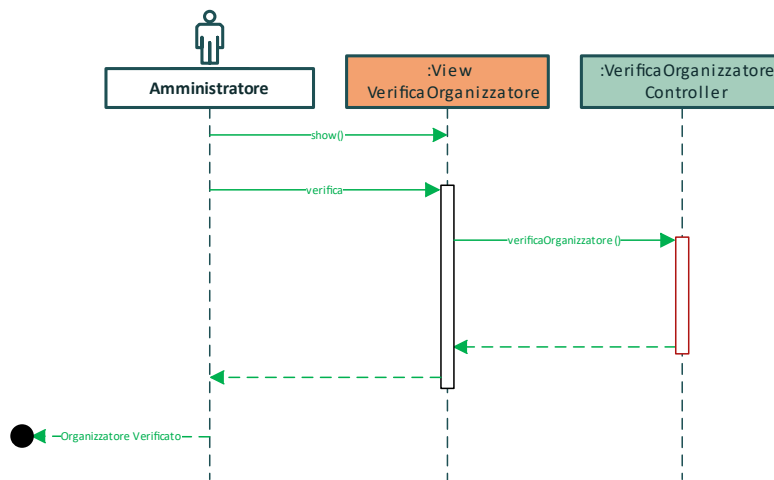 Amministratore
:View
VerificaOrganizzatore
:VerificaOrganizzatore
Controller
show()
verifica
verificaOrganizzatore()
Organizzatore Verificato